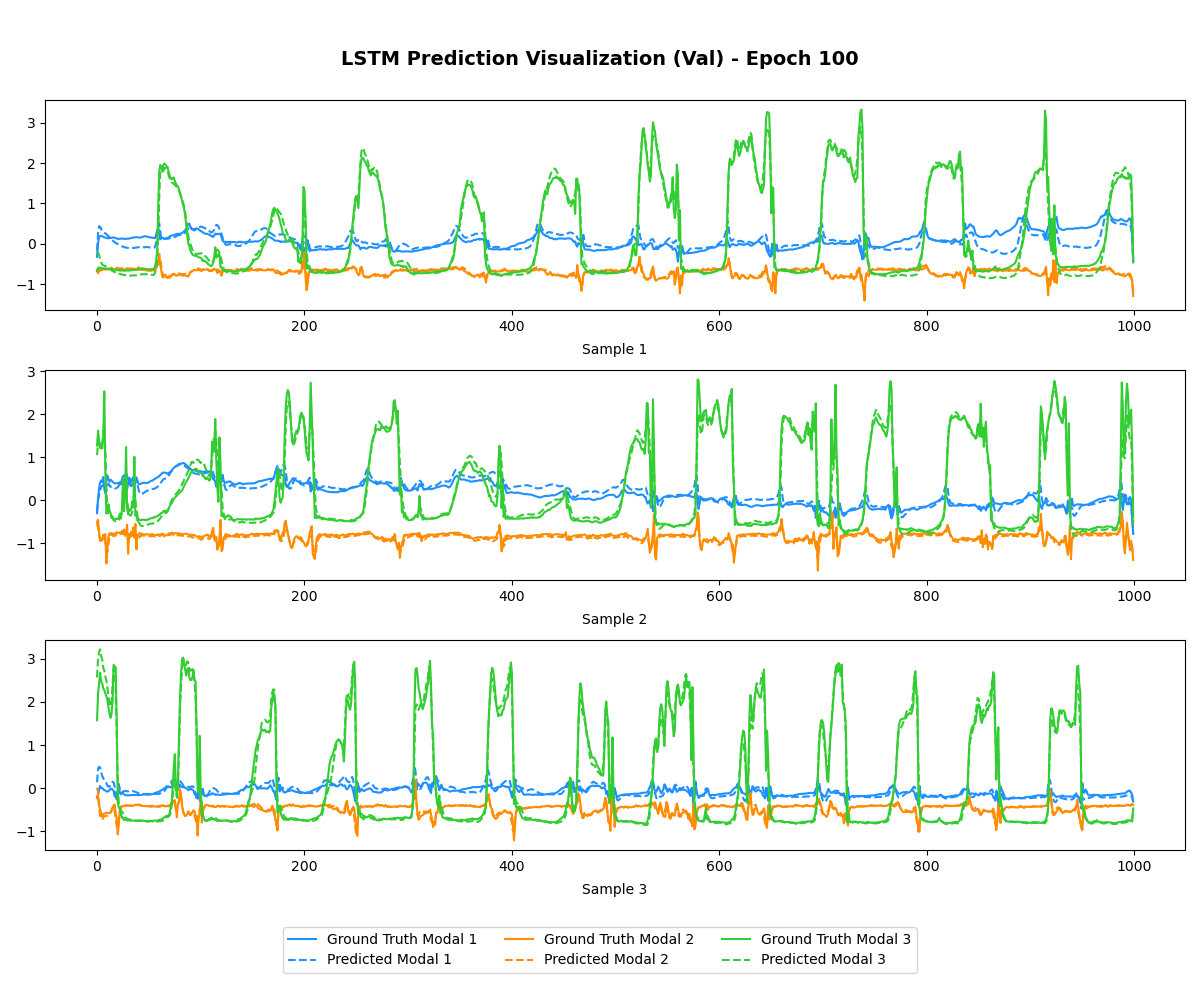 LSTM Prediction Visualization (Val) - Epoch 100
3
2
1
0
−1
0 200 400 600 800 1000
Sample 1
3
2
1
0
−1
0 200 400 600 800 1000
Sample 2
3
2
1
0
−1
0 200 400 600 800 1000
Sample 3
Ground Truth Modal 1 Ground Truth Modal 2 Ground Truth Modal 3
Predicted Modal 1 Predicted Modal 2 Predicted Modal 3